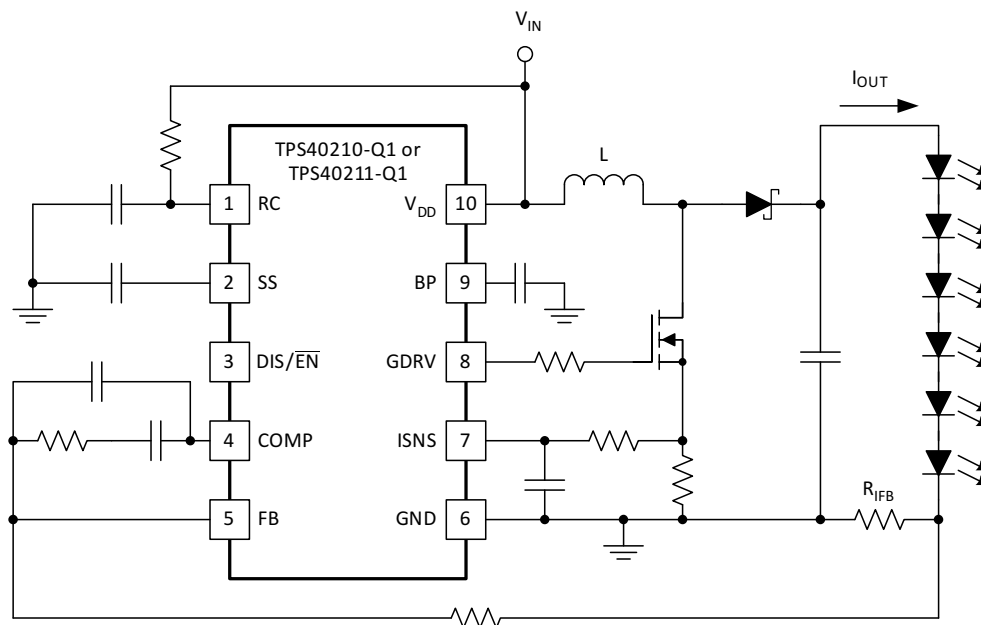 V_IN
I_OUT
TPS40210-Q1 or
TPS40211-Q1
L
1 RC
V_DD 10
2 SS
BP 9
3 DIS/E̅N̅
GDRV 8
4 COMP
ISNS 7
5 FB
GND 6
R_IFB